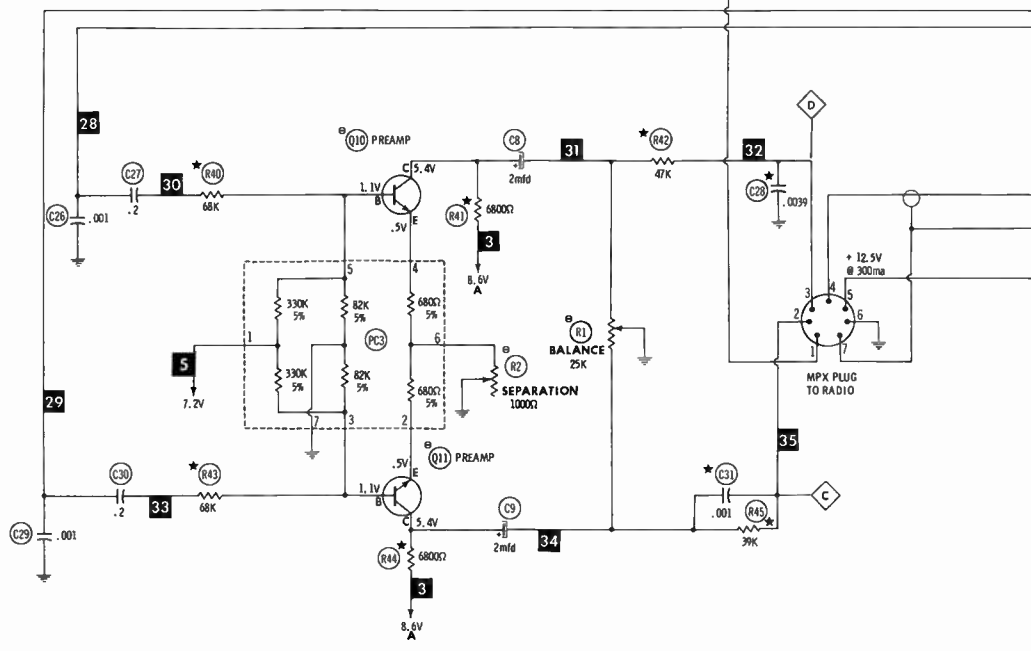 D
28
⊖ Q10 PREAMP
C8
31
★ R42
32
C 5.4V
2mfd
47K
C27
30
★ R40
1.1V
B
★ C28
.0039
.2
68K
C26 .001
E
.5V
★ R41 6800Ω
3
8.6V
A
+ 12.5V
@ 300ma
5
4
330K
5%
82K
5%
680Ω
5%
3
4
5
2
6
1
7
1
PC3
6
⊖ R2
⊖ R1
BALANCE
25K
5
7.2V
330K
5%
82K
5%
680Ω
5%
SEPARATION
1000Ω
MPX PLUG
TO RADIO
29
7
3
2
35
⊖ Q11 PREAMP
.5V
E
C30
★ R43
1.1V
B
★ C31
C
.2
33
68K
C 5.4V
C9
.001
R45 ★
C29 .001
2mfd
34
39K
★ R44 6800Ω
3
8.6V
A